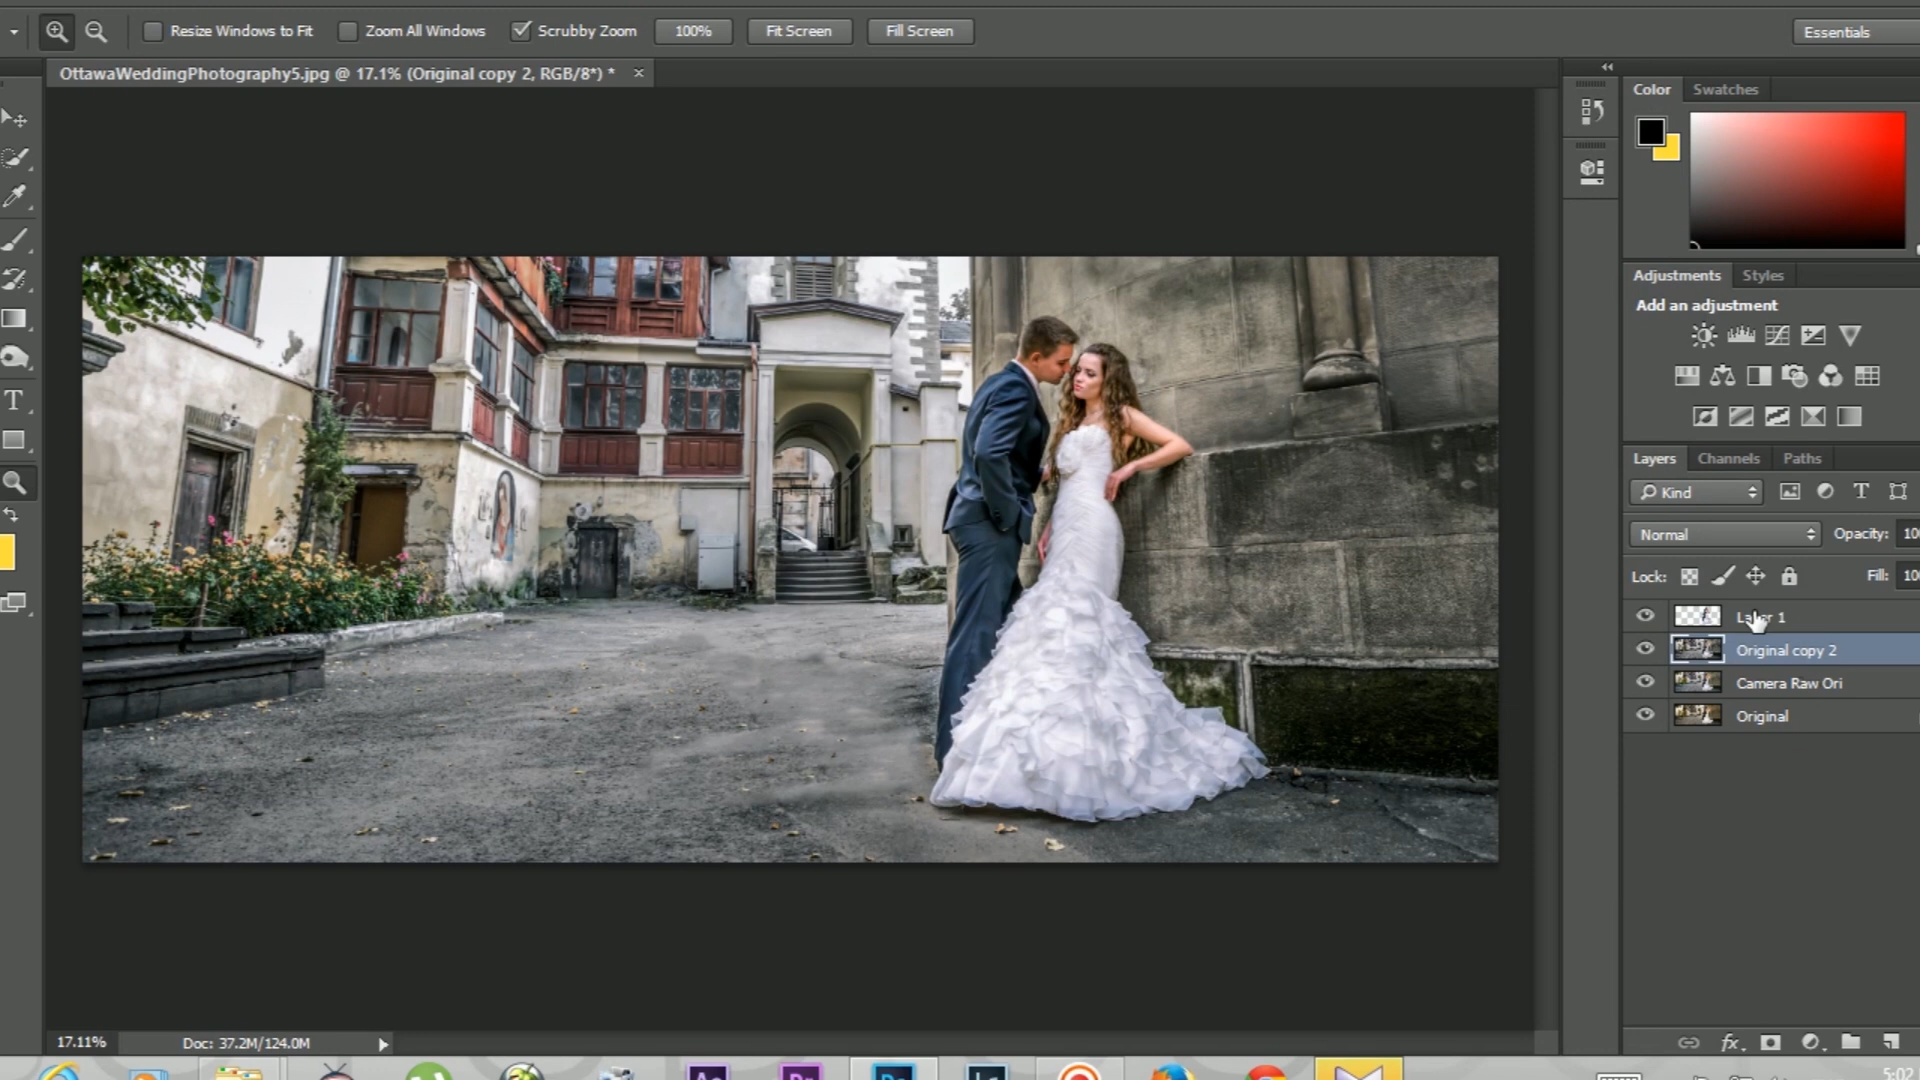 Resize Windows to Fit Zoom All Windows Scrubby Zoom 100% Fit Screen Fill Screen Essentials
OttawaWeddingPhotography5.jpg @ 17.1% (Original copy 2, RGB/8*) * ×
Color Swatches
Adjustments Styles
Add an adjustment
Layers Channels Paths
Kind
Normal Opacity:
Lock: Fill:
Layer 1
Original copy 2
Camera Raw Ori
Original
17.11% Doc: 37.2M/124.0M
fx
5:02